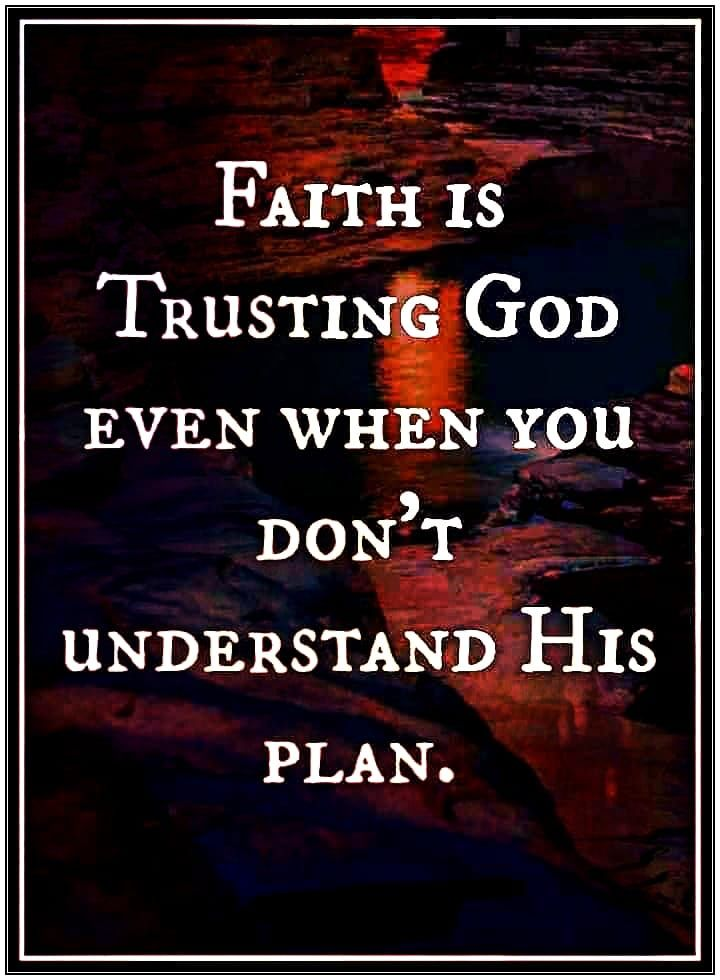 Faith is
Trusting God
even when you
don't
understand His
plan.